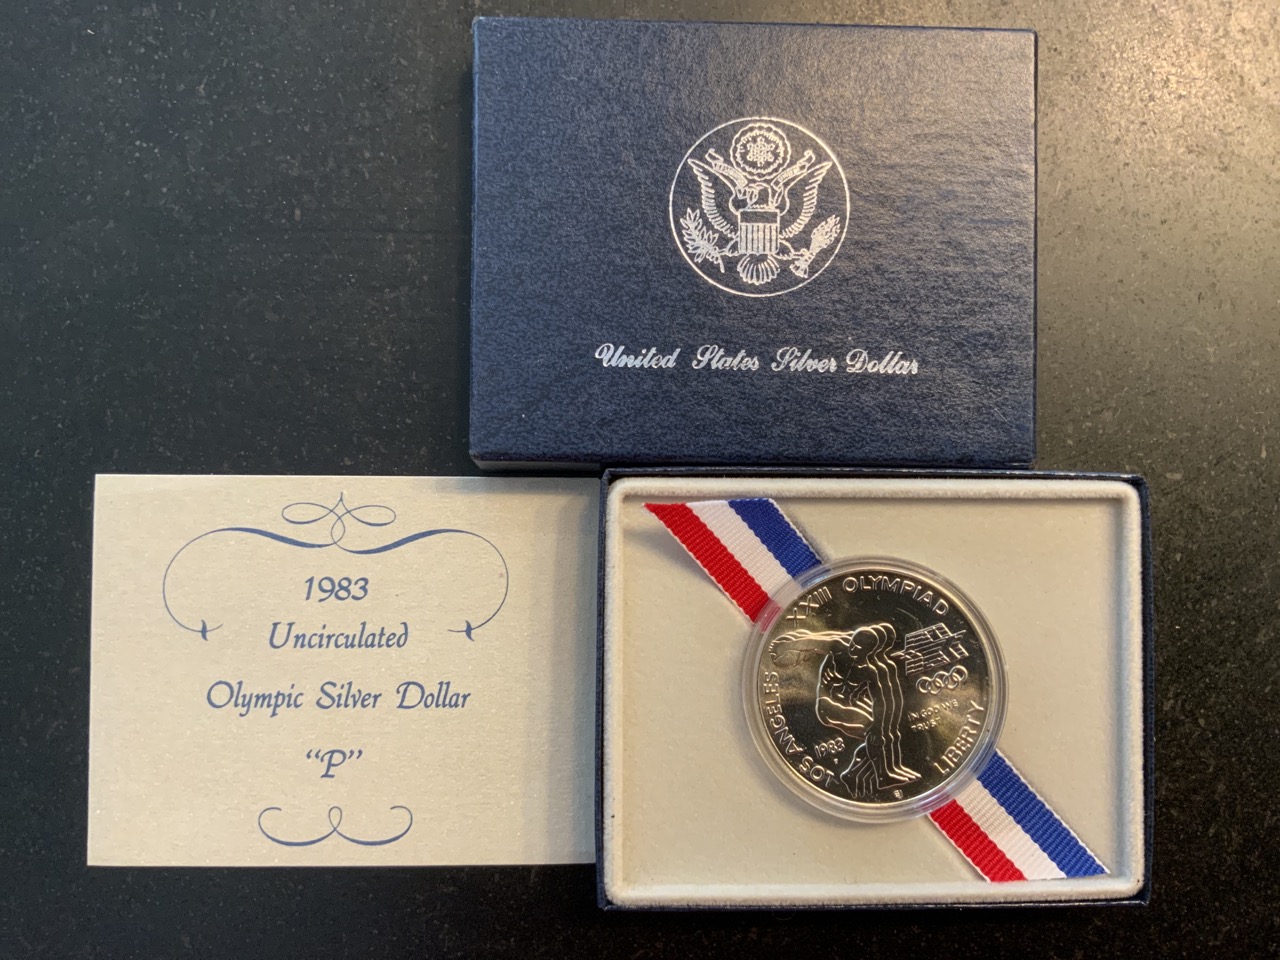 United States Silver Dollar
1983
Uncirculated
Olympic Silver Dollar
"P"
LOS ANGELES XXIII OLYMPIAD
IN GOD WE
TRUST
1983
P
LIBERTY